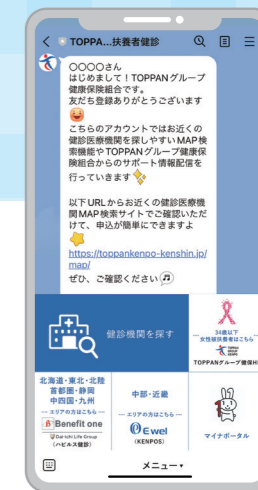 TOPPA...扶養者健診
〇〇〇〇さん
はじめまして！TOPPANグループ
健康保険組合です。
友だち登録ありがとうございます
こちらのアカウントではお近くの
健診医療機関を探しやすいMAP検
索機能やTOPPANグループ健康保
険組合からのサポート情報配信を
行っていきます
以下URLからお近くの健診医療機
関MAP検索サイトでご確認いただ
けて、申込が簡単にできますよ
https://toppankenpo-kenshin.jp/
map/
ぜひ、ご確認ください
健診機関を探す
34歳以下
女性被扶養者はこちら
TOPPANグループ健保H
北海道・東北・北陸
首都圏・静岡
中四国・九州
エリアの方はこちら
Benefit one
Dai-ichi Life Group
(ハピルス健診)
中部・近畿
エリアの方はこちら
Ewel
(KENPOS)
マイナポータル
メニュー▼